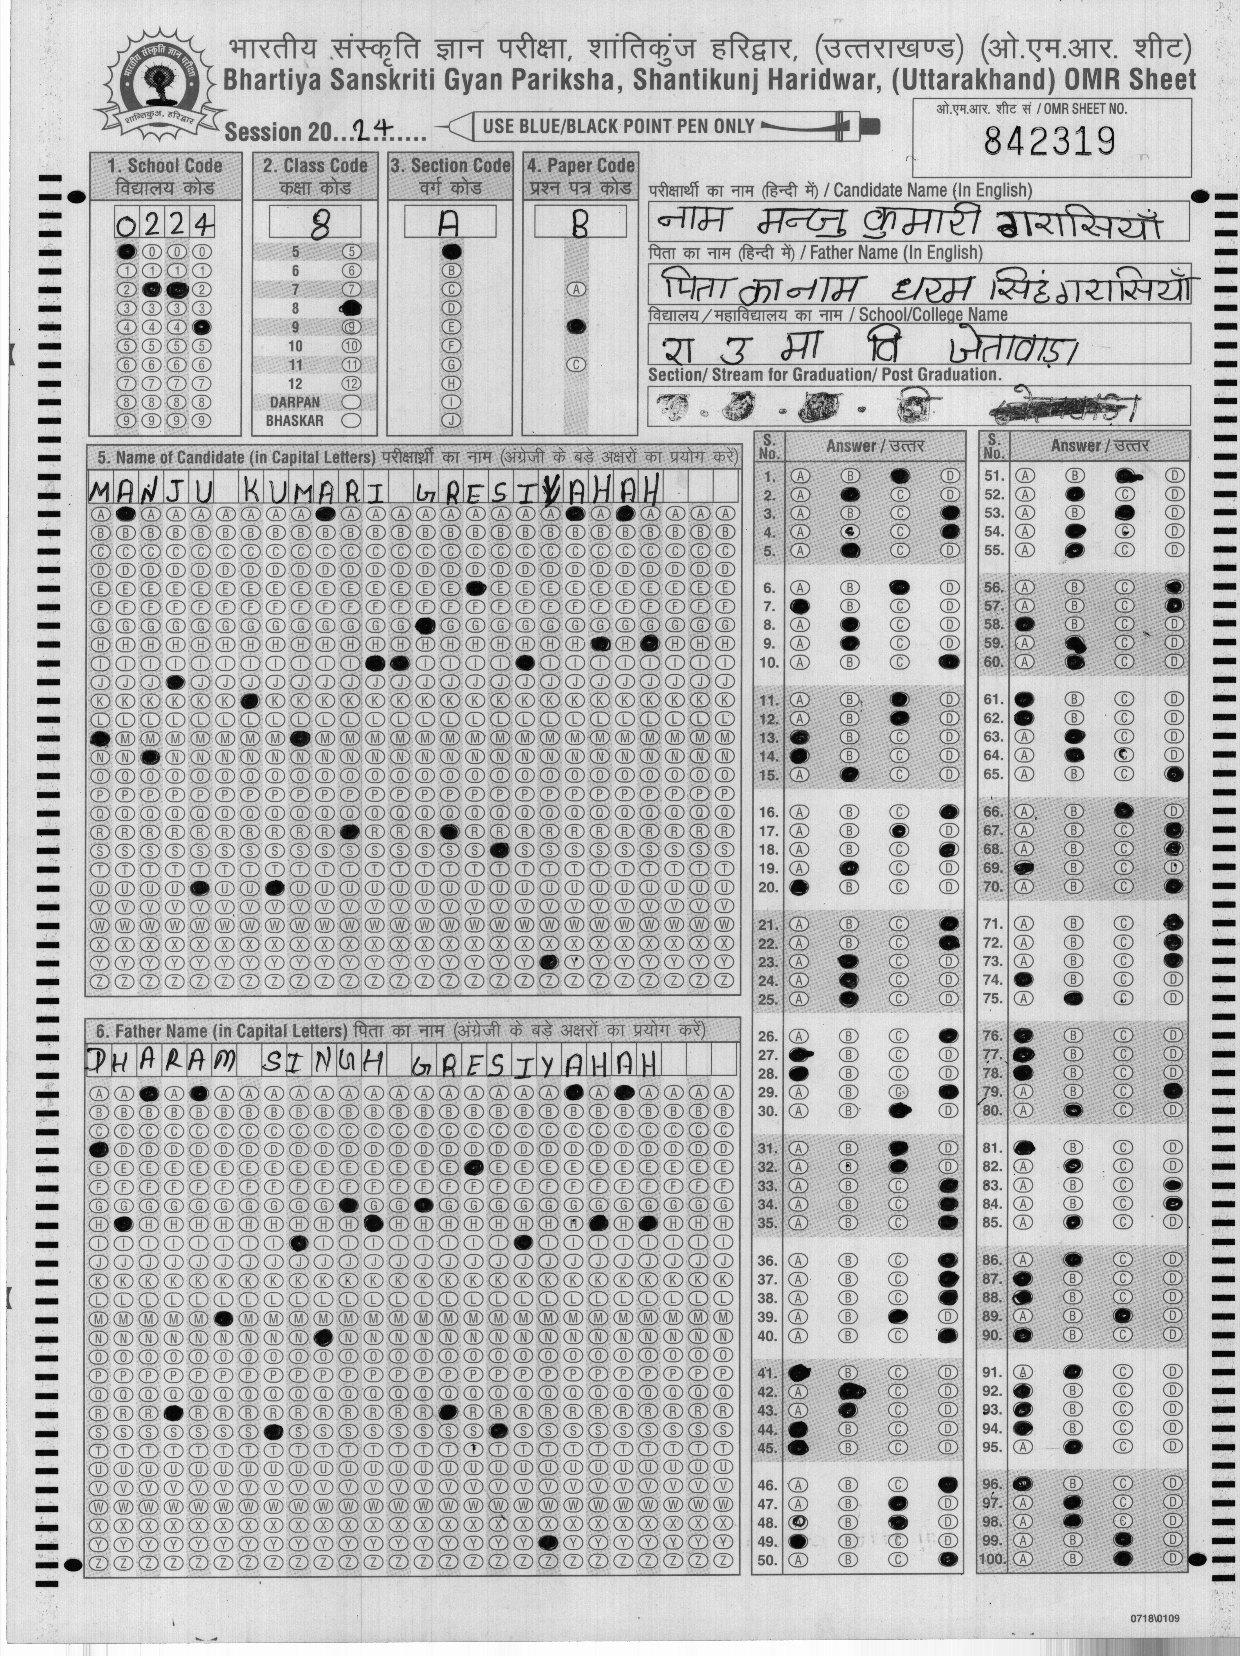 भारतीय संस्कृति ज्ञान परीक्षा, शांतिकुंज हरिद्वार, (उत्तराखण्ड) (ओ.एम.आर. शीट)
Bhartiya Sanskriti Gyan Pariksha, Shantikunj Haridwar, (Uttarakhand) OMR Sheet
Session 20...24.......
USE BLUE/BLACK POINT PEN ONLY
ओ.एम.आर. शीट सं / OMR SHEET NO.
842319
1. School Code
विद्यालय कोड
0224
2. Class Code
कक्षा कोड
8
3. Section Code
वर्ग कोड
A
4. Paper Code
प्रश्न पत्र कोड
B
5
6
7
8
9
10
11
12
DARPAN
BHASKAR
परीक्षार्थी का नाम (हिन्दी में) / Candidate Name (In English)
नाम मन्जु कुमारी गरासियाँ
पिता का नाम (हिन्दी में) / Father Name (In English)
पिता का नाम धरम सिहं गरासियाँ
विद्यालय / महाविद्यालय का नाम / School/College Name
रा उ मा वि जेतावाड़ा
Section/ Stream for Graduation/ Post Graduation.
5. Name of Candidate (in Capital Letters) परीक्षार्थी का नाम (अंग्रेजी के बड़े अक्षरों का प्रयोग करें)
MANJU KUMARI GRESIYAHAH
6. Father Name (in Capital Letters) पिता का नाम (अंग्रेजी के बड़े अक्षरों का प्रयोग करें)
DHARAM SINGH GRESIYAHAH
S. No. Answer / उत्तर
S. No. Answer / उत्तर
0718\0109